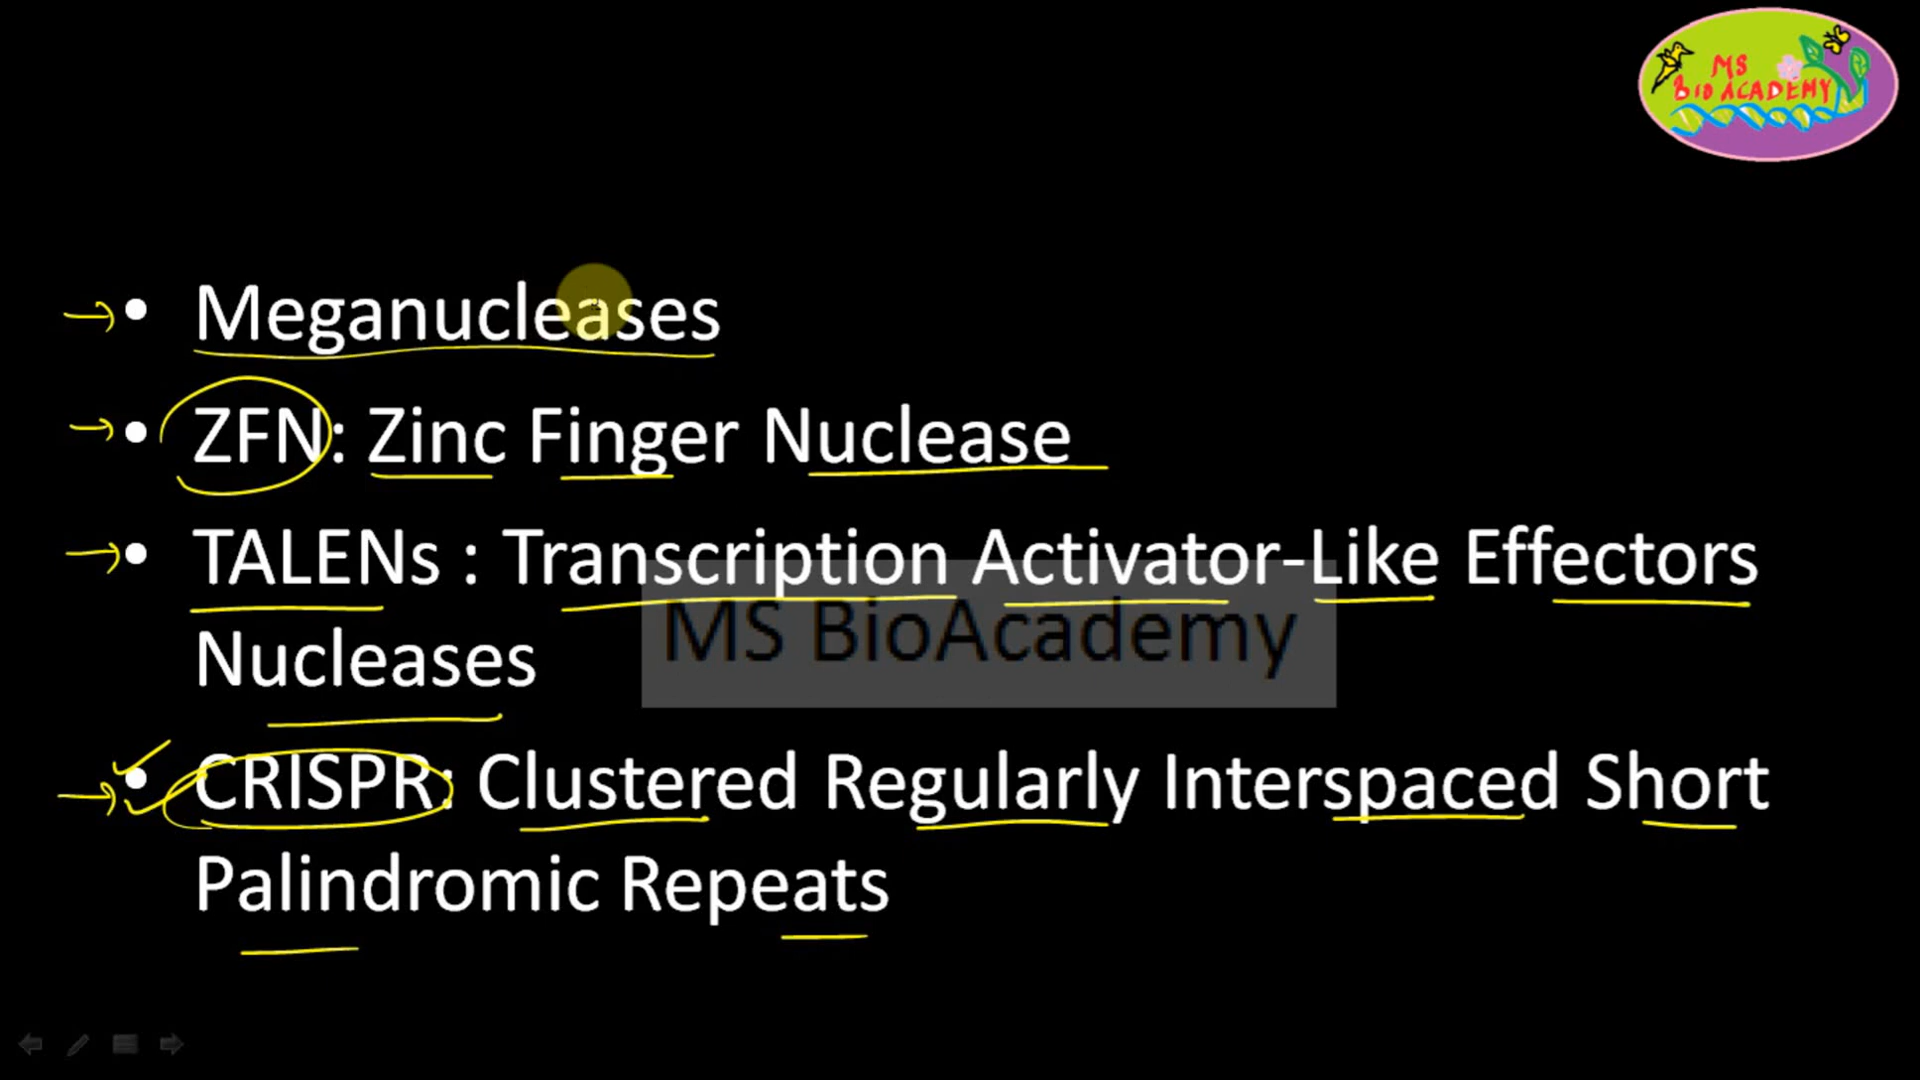 MS
BIO ACADEMY
• Meganucleases
• ZFN: Zinc Finger Nuclease
• TALENs : Transcription Activator-Like Effectors
Nucleases
MS BioAcademy
• CRISPR: Clustered Regularly Interspaced Short
Palindromic Repeats